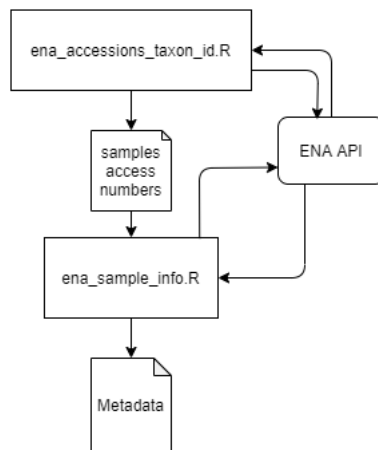 ena_accessions_taxon_id.R
samples
access
numbers
ENA API
ena_sample_info.R
Metadata